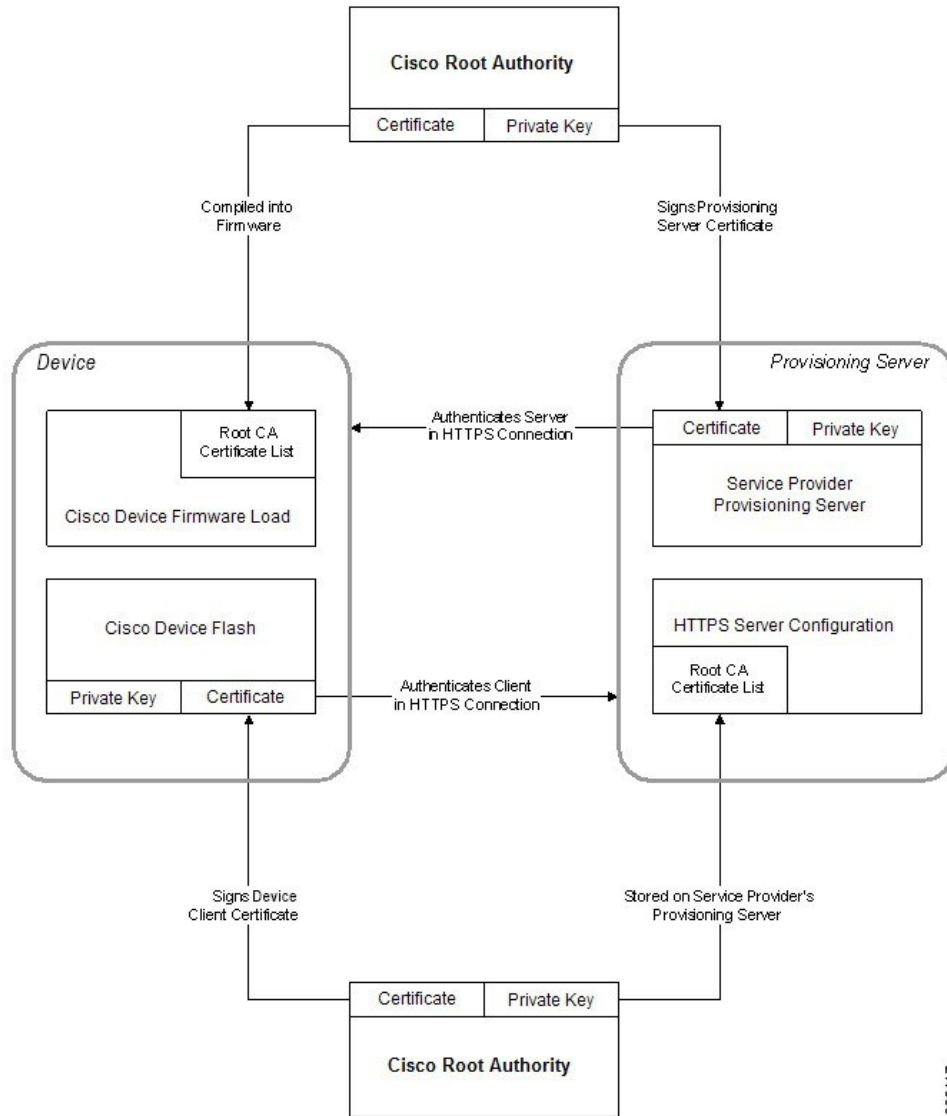 Cisco Root Authority
Certificate
Private Key
Compiled into
Firmware
Signs Provisioning
Server Certificate
Device
Provisioning Server
Root CA
Certificate List
Cisco Device Firmware Load
Authenticates Server
in HTTPS Connection
Certificate
Private Key
Service Provider
Provisioning Server
Cisco Device Flash
Private Key
Certificate
Authenticates Client
in HTTPS Connection
HTTPS Server Configuration
Root CA
Certificate List
Signs Device
Client Certificate
Stored on Service Provider's
Provisioning Server
Certificate
Private Key
Cisco Root Authority